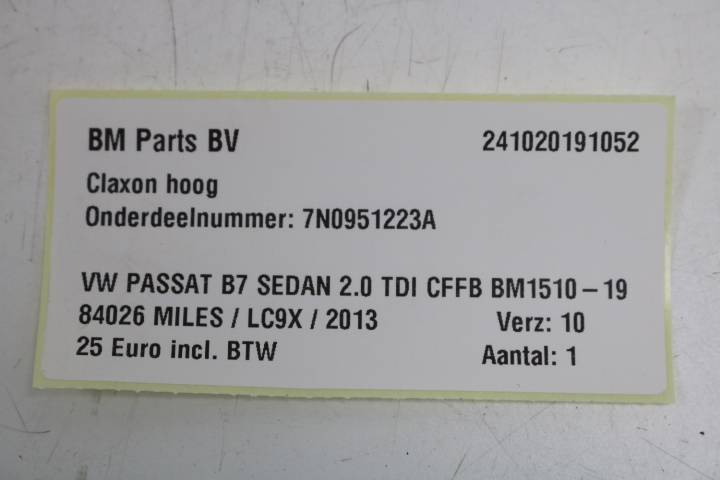 BM Parts BV 241020191052
Claxon hoog
Onderdeelnummer: 7N0951223A
VW PASSAT B7 SEDAN 2.0 TDI CFFB BM1510-19
84026 MILES / LC9X / 2013 Verz: 10
25 Euro incl. BTW Aantal: 1